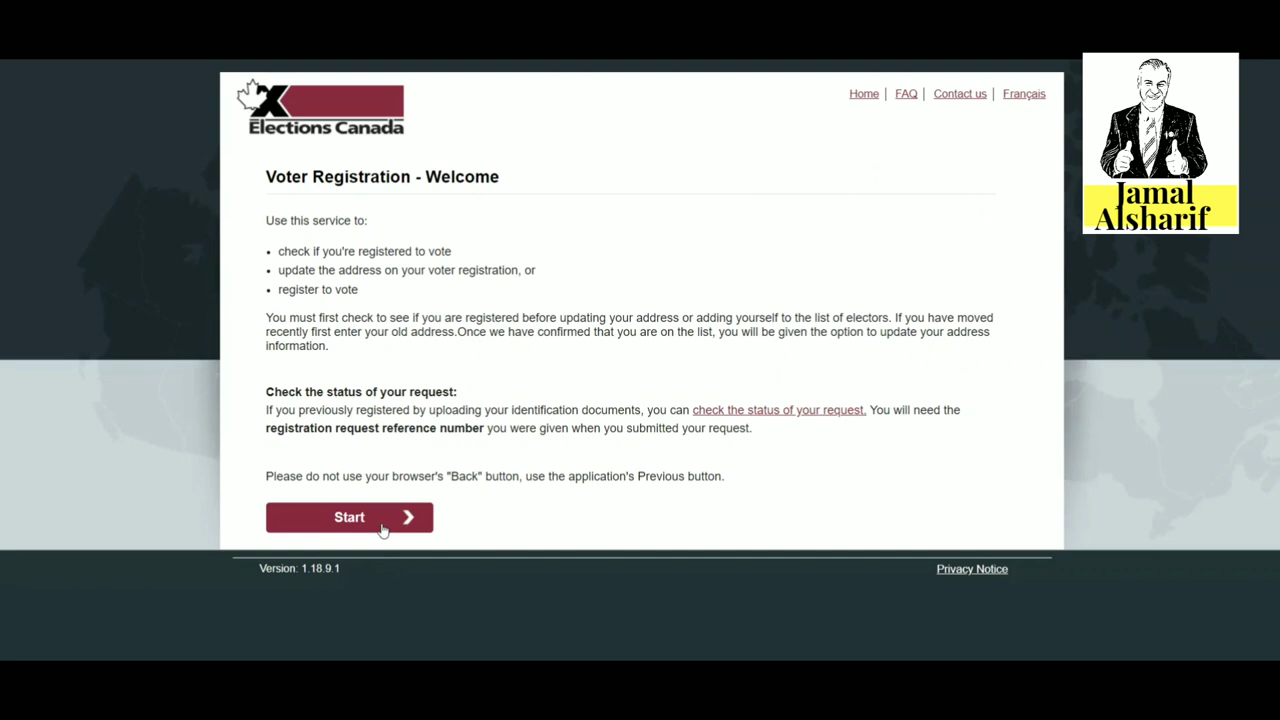 Elections Canada
Home | FAQ | Contact us | Français
Jamal
Alsharif
Voter Registration - Welcome
Use this service to:
• check if you're registered to vote
• update the address on your voter registration, or
• register to vote
You must first check to see if you are registered before updating your address or adding yourself to the list of electors. If you have moved
recently first enter your old address.Once we have confirmed that you are on the list, you will be given the option to update your address
information.
Check the status of your request:
If you previously registered by uploading your identification documents, you can check the status of your request. You will need the
registration request reference number you were given when you submitted your request.
Please do not use your browser's "Back" button, use the application's Previous button.
Start
Version: 1.18.9.1
Privacy Notice